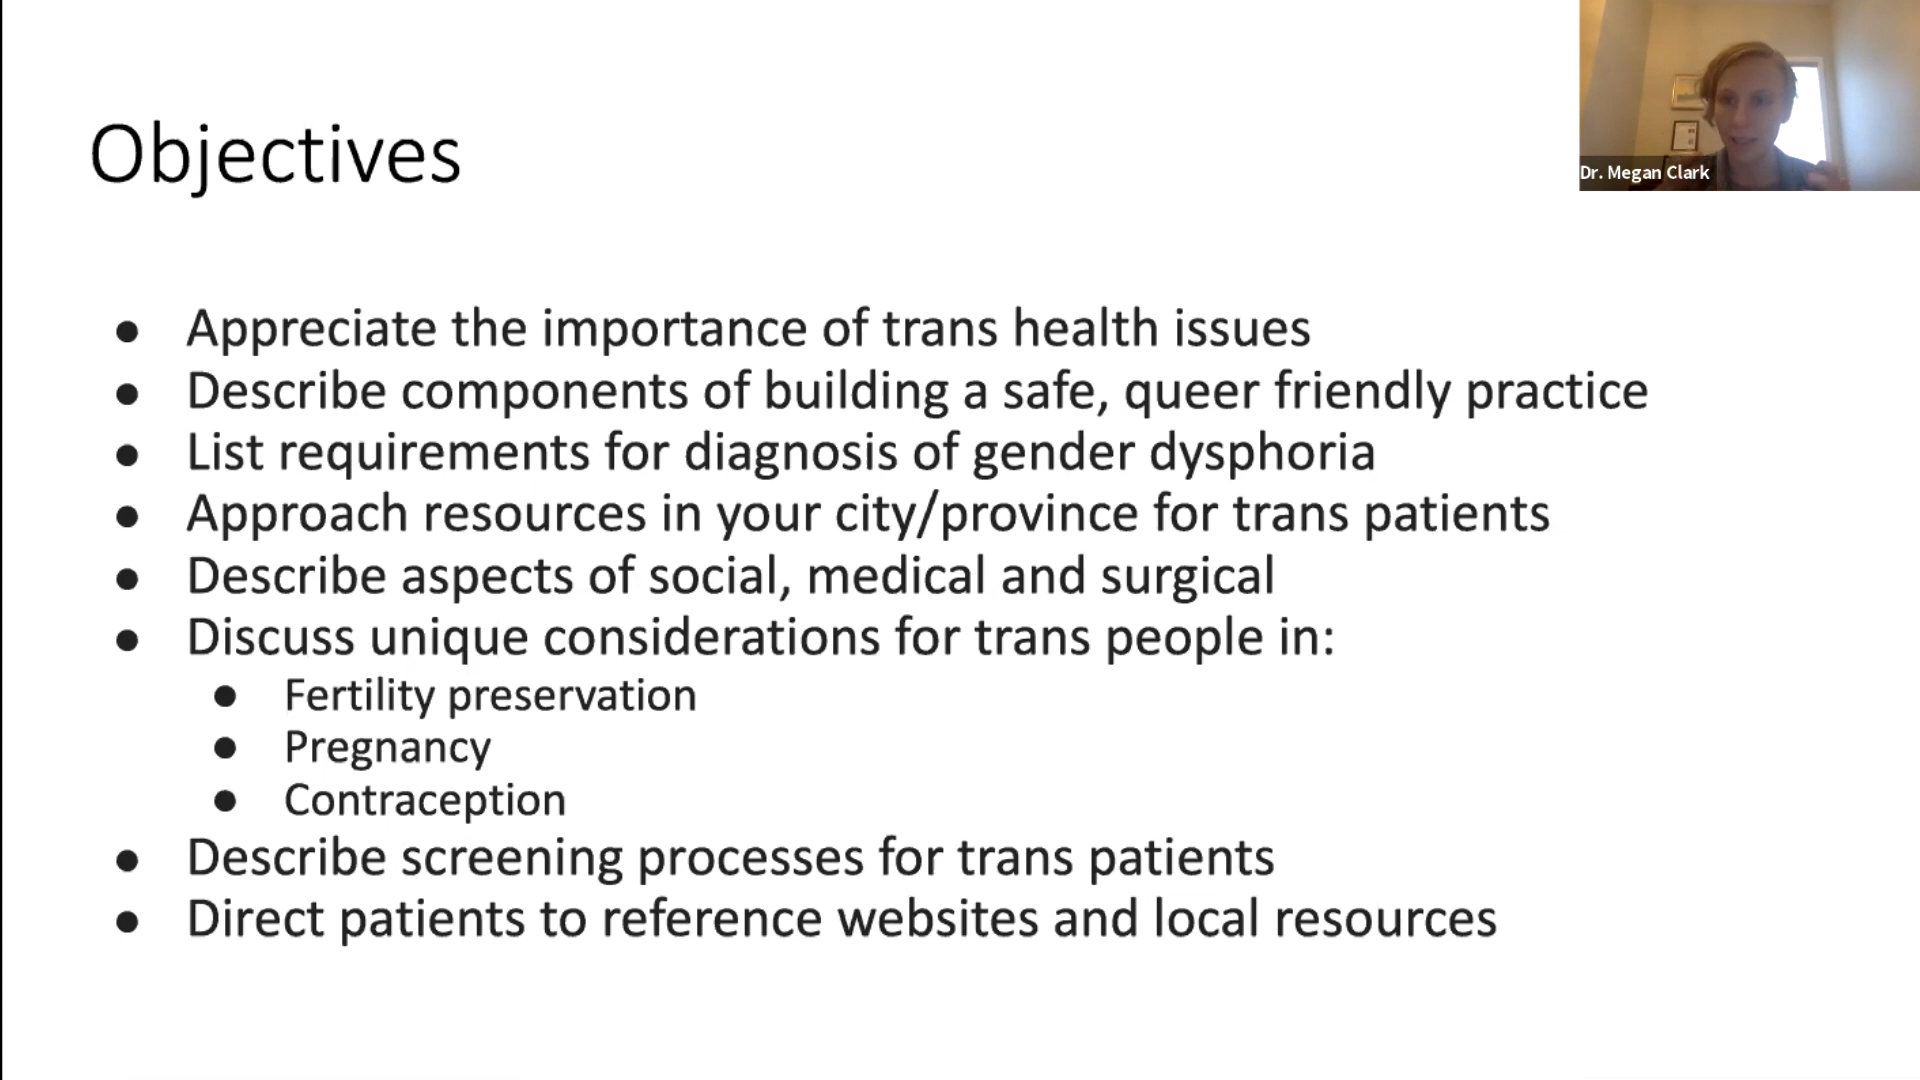 Objectives
Dr. Megan Clark
● Appreciate the importance of trans health issues
● Describe components of building a safe, queer friendly practice
● List requirements for diagnosis of gender dysphoria
● Approach resources in your city/province for trans patients
● Describe aspects of social, medical and surgical
● Discuss unique considerations for trans people in:
● Fertility preservation
● Pregnancy
● Contraception
● Describe screening processes for trans patients
● Direct patients to reference websites and local resources